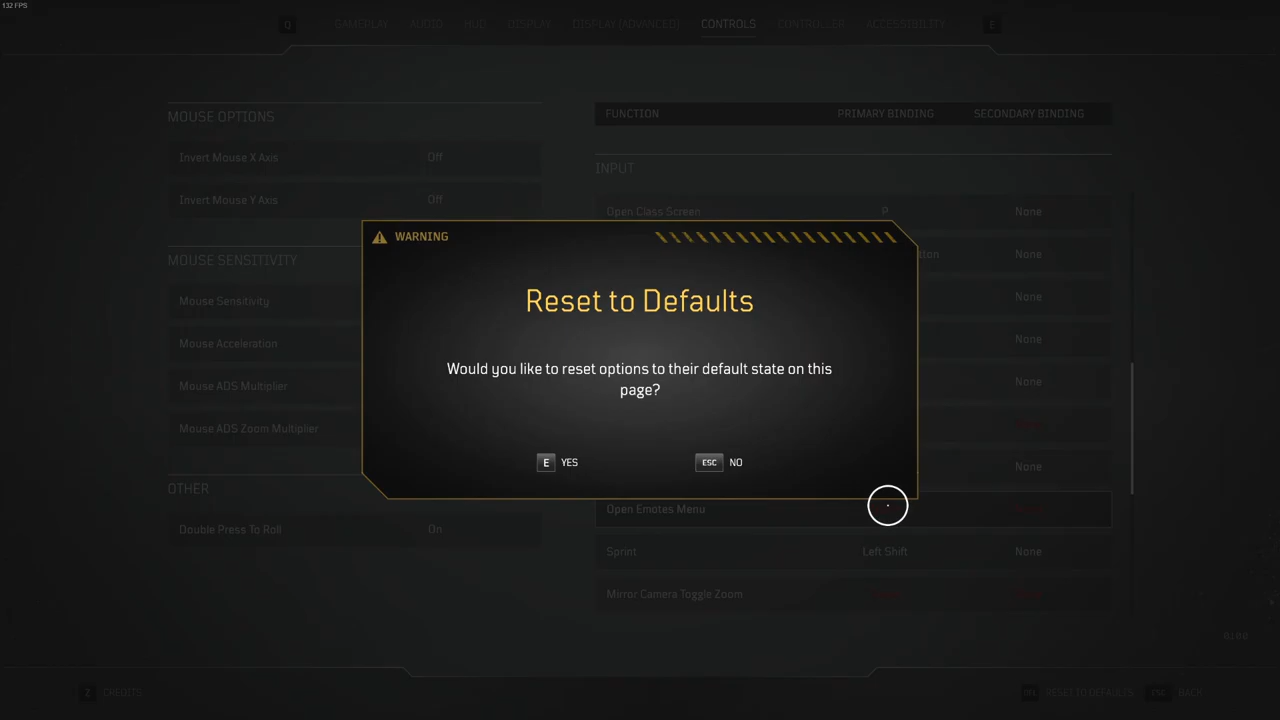 132 FPS
Q GAMEPLAY AUDIO HUD DISPLAY DISPLAY (ADVANCED) CONTROLS CONTROLLER ACCESSIBILITY E
MOUSE OPTIONS
Invert Mouse X Axis Off
Invert Mouse Y Axis Off
MOUSE SENSITIVITY
Mouse Sensitivity
Mouse Acceleration
Mouse ADS Multiplier
Mouse ADS Zoom Multiplier
OTHER
Double Press To Roll On
FUNCTION PRIMARY BINDING SECONDARY BINDING
INPUT
Open Class Screen P None
None
None
None
None
None
Open Emotes Menu
Sprint Left Shift None
Mirror Camera Toggle Zoom
WARNING
Reset to Defaults
Would you like to reset options to their default state on this
page?
E YES ESC NO
Z CREDITS
DEL RESET TO DEFAULTS ESC BACK